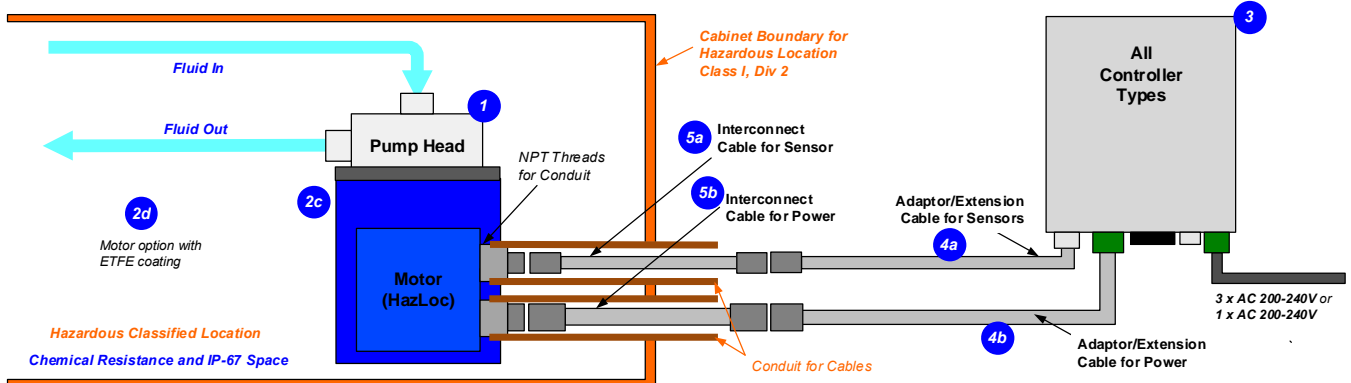 Fluid In
Fluid Out
1
Pump Head
2c
2d
Motor option with
ETFE coating
NPT Threads
for Conduit
Motor
(HazLoc)
Hazardous Classified Location
Chemical Resistance and IP-67 Space
Cabinet Boundary for
Hazardous Location
Class I, Div 2
5a
Interconnect
Cable for Sensor
5b
Interconnect
Cable for Power
Conduit for Cables
Adaptor/Extension
Cable for Sensors
4a
4b
Adaptor/Extension
Cable for Power
3
All
Controller
Types
3 x AC 200-240V or
1 x AC 200-240V